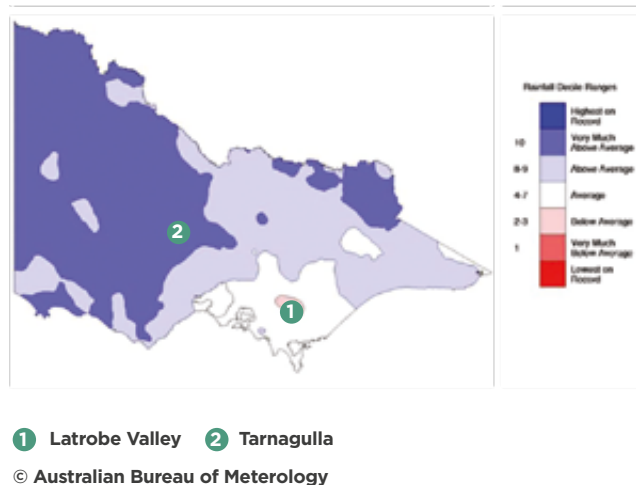 Rainfall Decile Ranges
Highest on
Record
10
Very Much
Above Average
8-9
Above Average
4-7
Average
2-3
Below Average
1
Very Much
Below Average
Lowest on
Record
2
1
1 Latrobe Valley 2 Tarnagulla
© Australian Bureau of Meterology